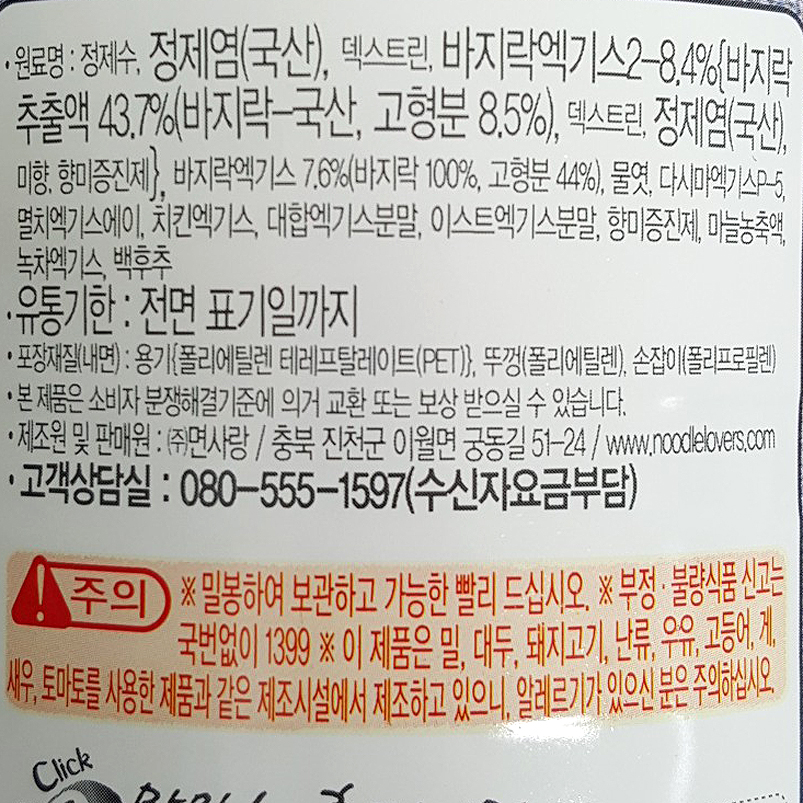 •원료명 : 정제수, 정제염(국산), 덱스트린, 바지락엑기스2-8.4%{바지락
추출액 43.7%(바지락-국산, 고형분 8.5%), 덱스트린, 정제염(국산),
미향, 향미증진제}, 바지락엑기스 7.6%(바지락 100%, 고형분 44%), 물엿, 다시마엑기스P-5,
멸치엑기스에이, 치킨엑기스, 대합엑기스분말, 이스트엑기스분말, 향미증진제, 마늘농축액,
녹차엑기스, 백후추
•유통기한 : 전면 표기일까지
•포장재질(내면) : 용기{폴리에틸렌 테레프탈레이트(PET)}, 뚜껑(폴리에틸렌), 손잡이(폴리프로필렌)
•본 제품은 소비자 분쟁해결기준에 의거 교환 또는 보상 받으실 수 있습니다.
•제조원 및 판매원 : ㈜면사랑 / 충북 진천군 이월면 궁동길 51-24 / www.noodlelovers.com
•고객상담실 : 080-555-1597(수신자요금부담)
주의 ※ 밀봉하여 보관하고 가능한 빨리 드십시오. ※ 부정·불량식품 신고는
국번없이 1399 ※ 이 제품은 밀, 대두, 돼지고기, 난류, 우유, 고등어, 게,
새우, 토마토를 사용한 제품과 같은 제조시설에서 제조하고 있으니, 알레르기가 있으신 분은 주의하십시오.
Click